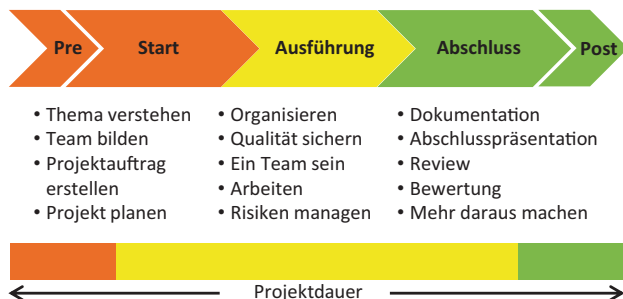 Pre
Start
Ausführung
Abschluss
Post
• Thema verstehen
• Team bilden
• Projektauftrag
erstellen
• Projekt planen
• Organisieren
• Qualität sichern
• Ein Team sein
• Arbeiten
• Risiken managen
• Dokumentation
• Abschlusspräsentation
• Review
• Bewertung
• Mehr daraus machen
Projektdauer